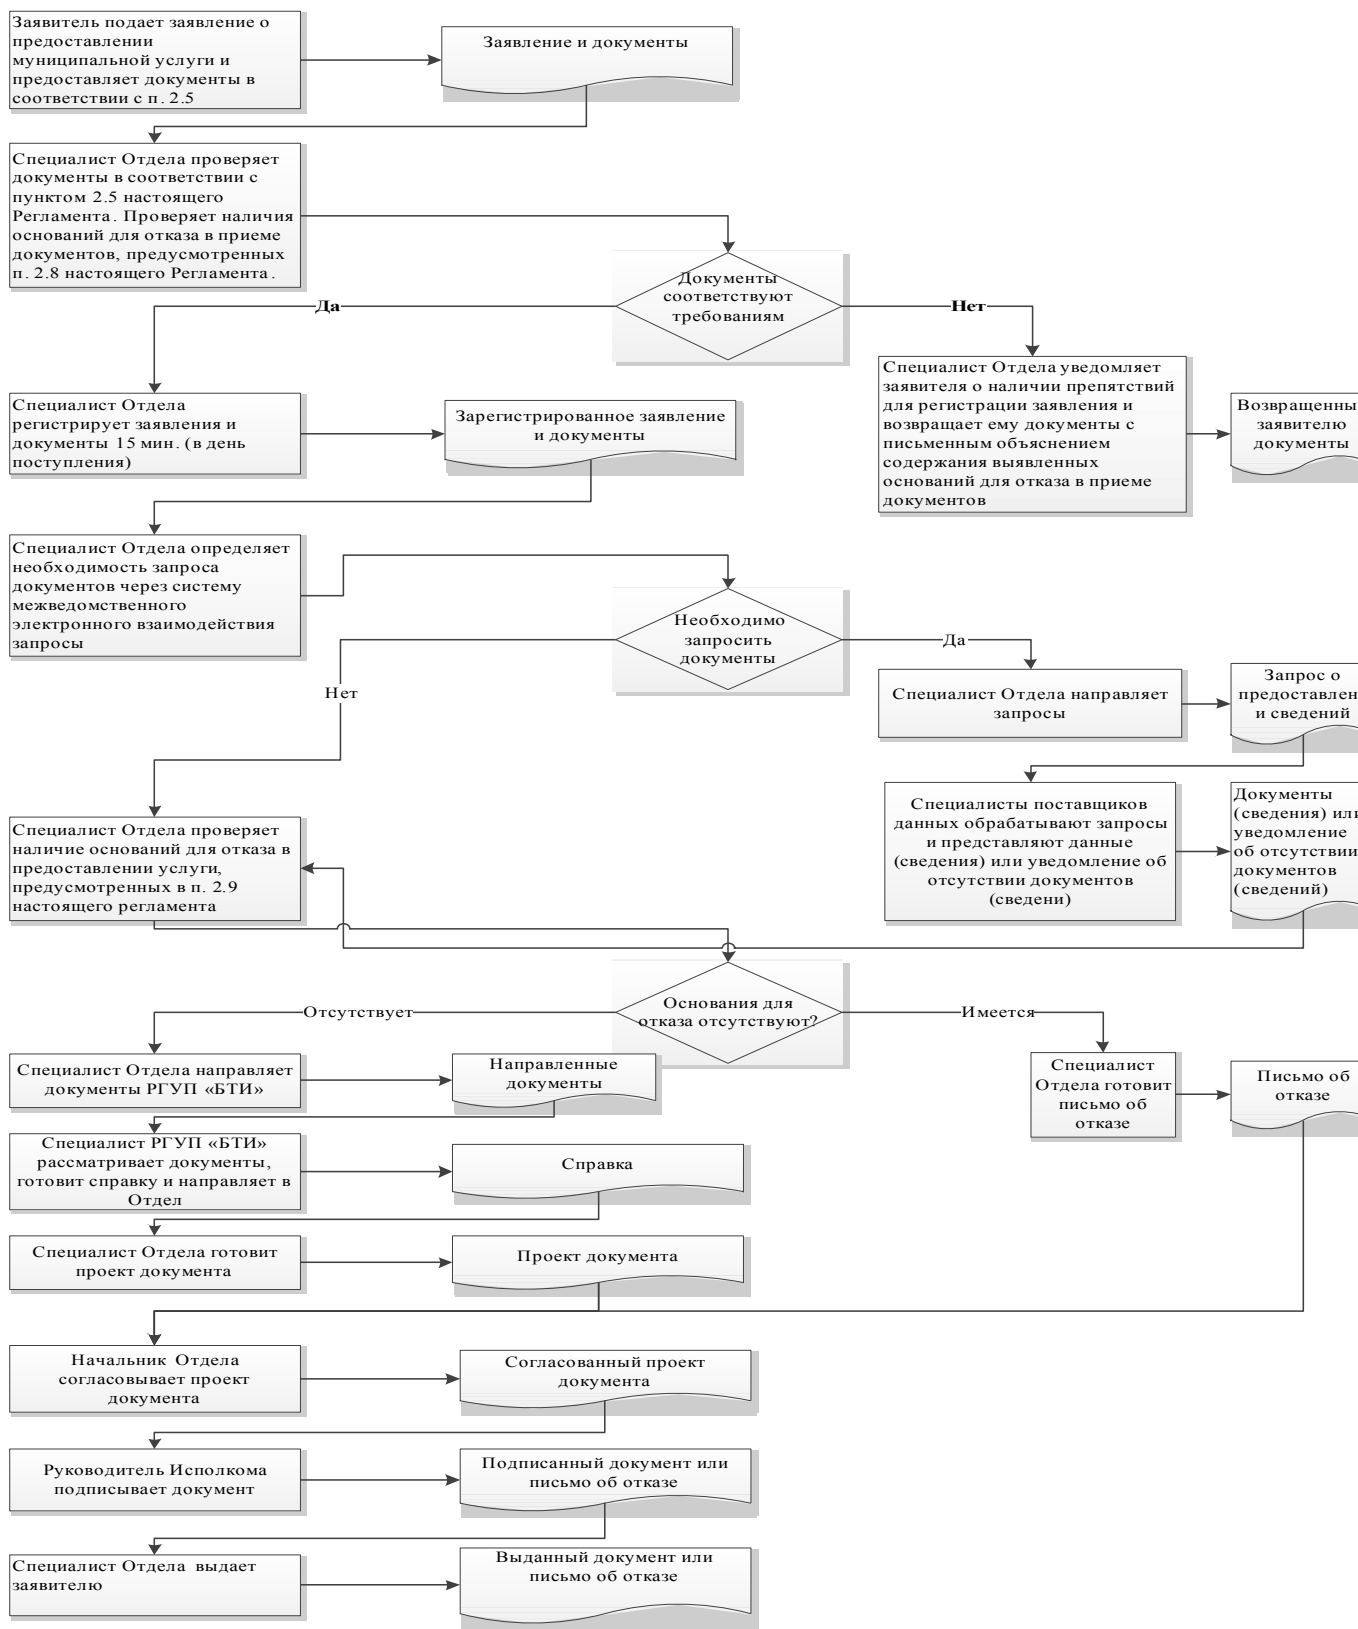 Заявитель подает заявление о
предоставлении
муниципальной услуги и
предоставляет документы в
соответствии с п. 2.5
Заявление и документы
Специалист Отдела проверяет
документы в соответствии с
пунктом 2.5 настоящего
Регламента. Проверяет наличия
оснований для отказа в приеме
документов, предусмотренных
п. 2.8 настоящего Регламента.
Документы
соответствуют
требованиям
Да
Нет
Специалист Отдела уведомляет
заявителя о наличии препятствий
для регистрации заявления и
возвращает ему документы с
письменным объяснением
содержания выявленных
оснований для отказа в приеме
документов
Возвращенны
заявителю
документы
Специалист Отдела
регистрирует заявления и
документы 15 мин. (в день
поступления)
Зарегистрированное заявление
и документы
Специалист Отдела определяет
необходимость запроса
документов через систему
межведомственного
электронного взаимодействия
запросы
Необходимо
запросить
документы
Да
Нет
Специалист Отдела направляет
запросы
Запрос о
предоставлен
и сведений
Специалисты поставщиков
данных обрабатывают запросы
и представляют данные
(сведения) или уведомление об
отсутствии документов
(сведени)
Документы
(сведения) или
уведомление
об отсутствии
документов
(сведений)
Специалист Отдела проверяет
наличие оснований для отказа в
предоставлении услуги,
предусмотренных в п. 2.9
настоящего регламента
Основания для
отказа отсутствуют?
Отсутствует
Имеется
Специалист Отдела направляет
документы РГУП «БТИ»
Направленные
документы
Специалист
Отдела готовит
письмо об
отказе
Письмо об
отказе
Специалист РГУП «БТИ»
рассматривает документы,
готовит справку и направляет в
Отдел
Справка
Специалист Отдела готовит
проект документа
Проект документа
Начальник Отдела
согласовывает проект
документа
Согласованный проект
документа
Руководитель Исполкома
подписывает документ
Подписанный документ или
письмо об отказе
Специалист Отдела выдает
заявителю
Выданный документ или
письмо об отказе